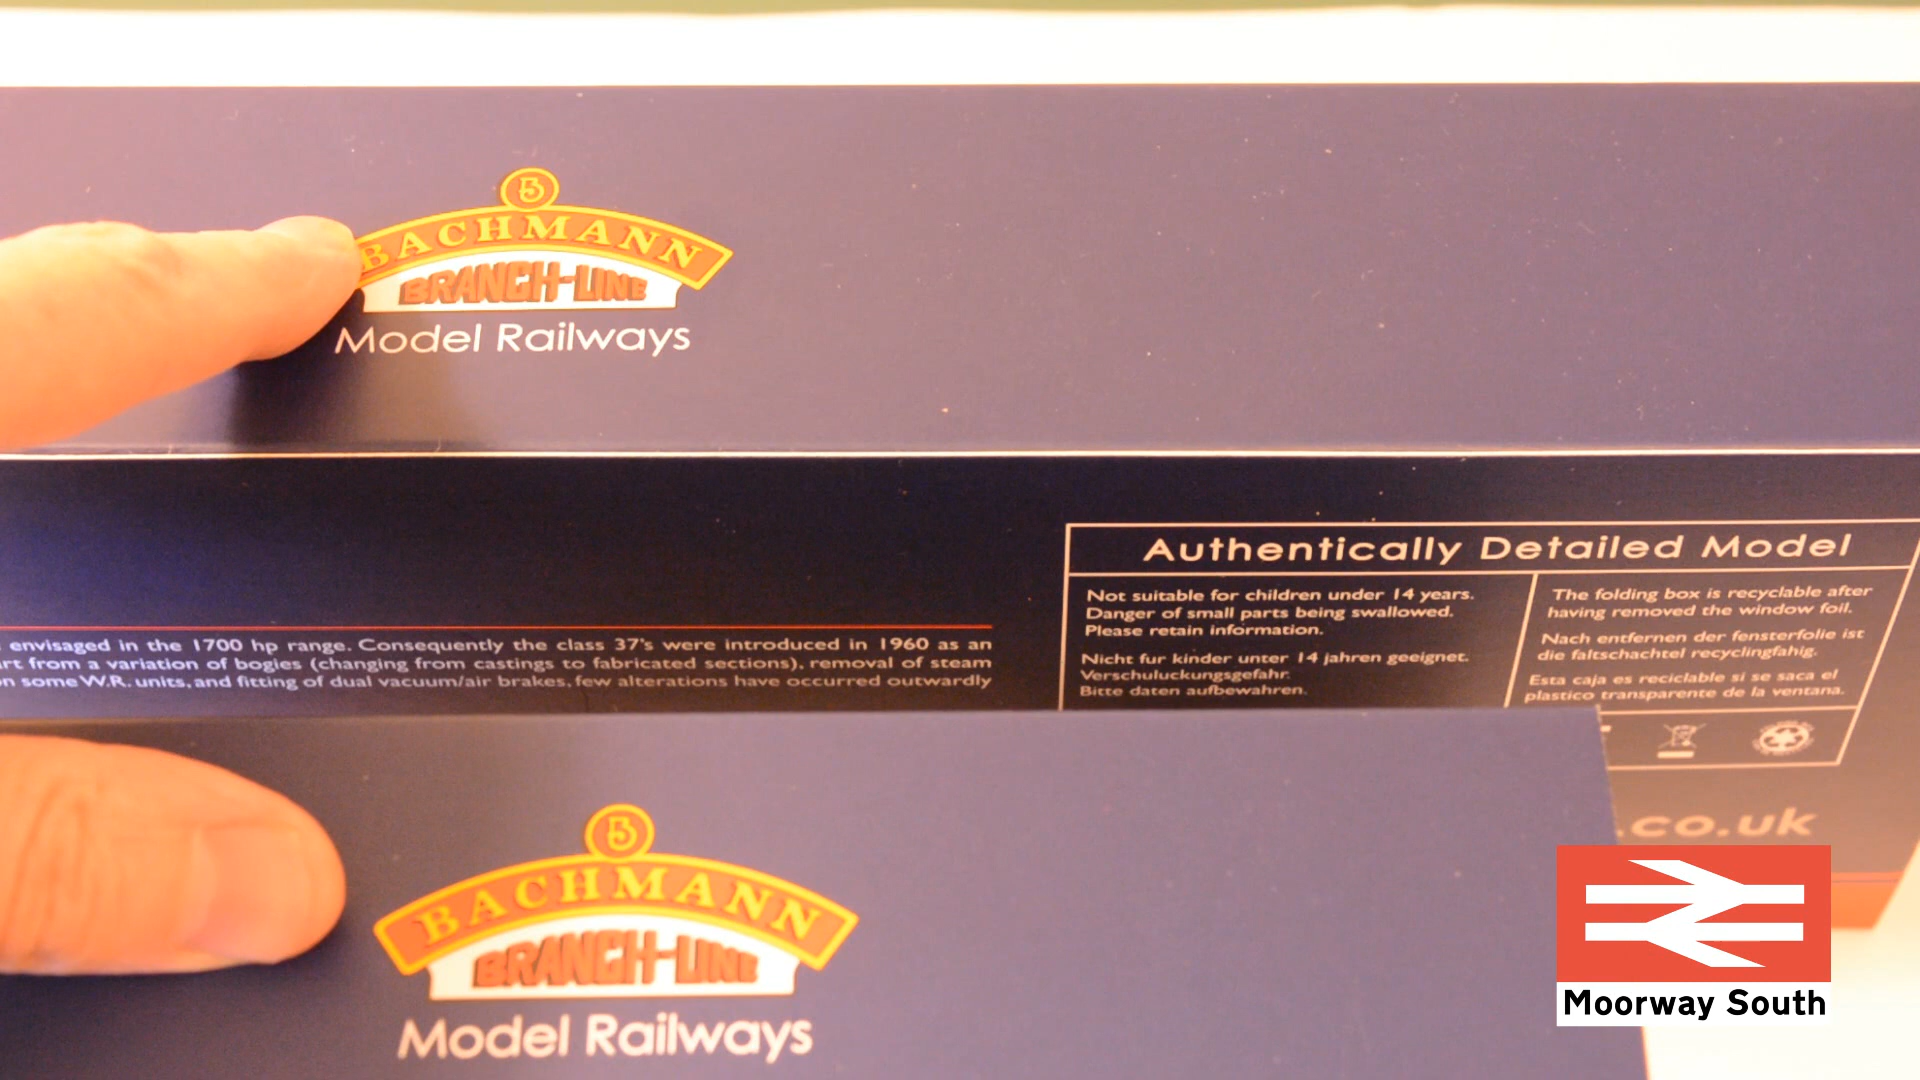 B
BACHMANN
BRANCH-LINE
Model Railways
envisaged in the 1700 hp range. Consequently the class 37's were introduced in 1960 as an
from a variation of bogies (changing from castings to fabricated sections), removal of steam
on some W.R. units, and fitting of dual vacuum/air brakes, few alterations have occurred outwardly
Authentically Detailed Model
Not suitable for children under 14 years.
Danger of small parts being swallowed.
Please retain information.
Nicht fur kinder unter 14 jahren geeignet.
Verschuluckungsgefahr.
Bitte daten aufbewahren.
The folding box is recyclable after
having removed the window foil.
Nach entfernen der fensterfolie ist
die faltschachtel recyclingfahig.
Esta caja es reciclable si se saca el
plastico transparente de la ventana.
.co.uk
B
BACHMANN
BRANCH-LINE
Model Railways
Moorway South